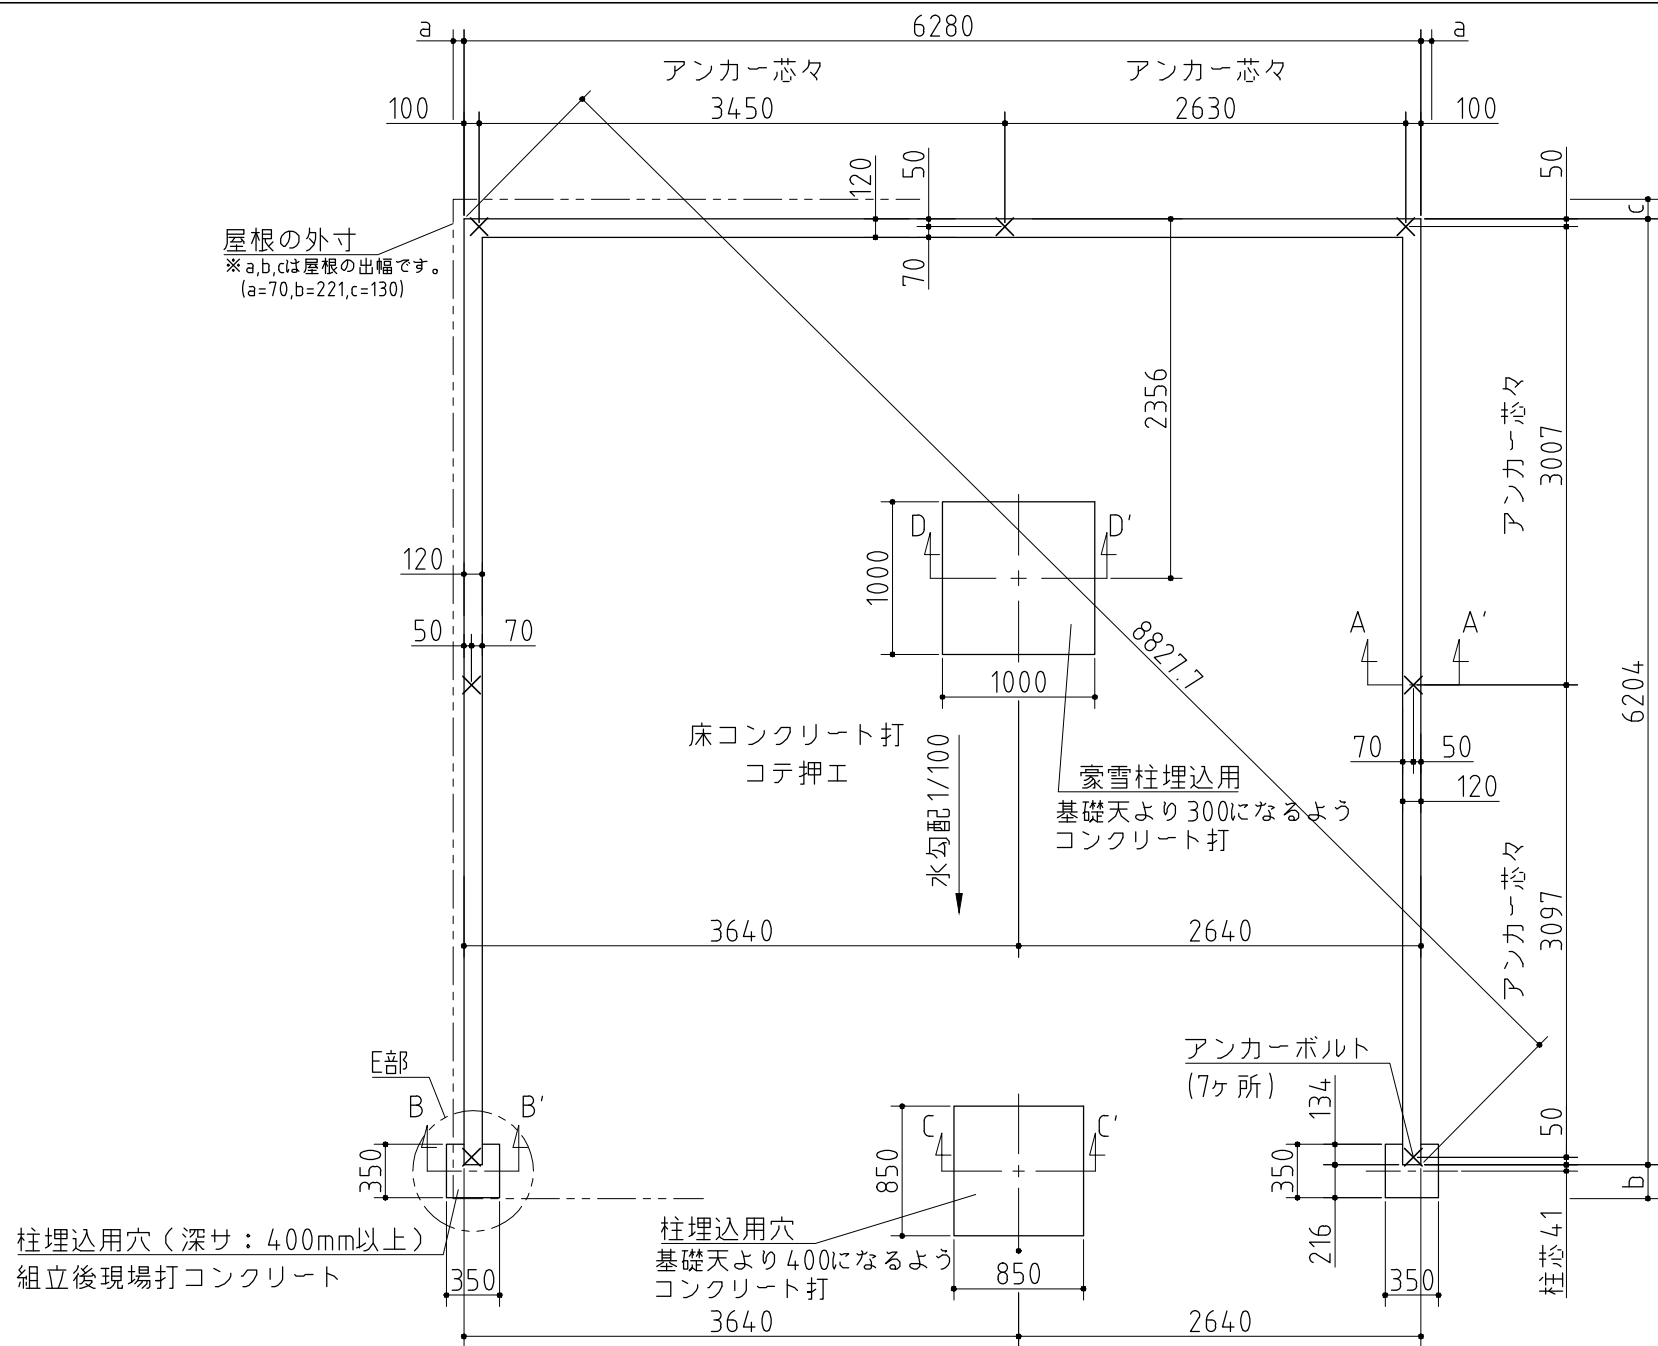 a
6280
a
アンカー芯々
アンカー芯々
100
3450
2630
100
120
50
70
50
c
屋根の外寸
※a,b,cは屋根の出幅です。
(a=70,b=221,c=130)
2356
アンカー芯々
3007
D
D'
1000
1000
120
50
70
8827.7
A
A'
6204
床コンクリート打
コテ押エ
水勾配1/100
豪雪柱埋込用
基礎天より300になるよう
コンクリート打
70
50
120
アンカー芯々
3097
3640
2640
E部
B
B'
350
アンカーボルト
(7ヶ所)
134
50
C
C'
850
350
b
216
柱芯41
柱埋込用穴(深サ:400mm以上)
組立後現場打コンクリート
350
柱埋込用穴
基礎天より400になるよう
コンクリート打
850
350
3640
2640